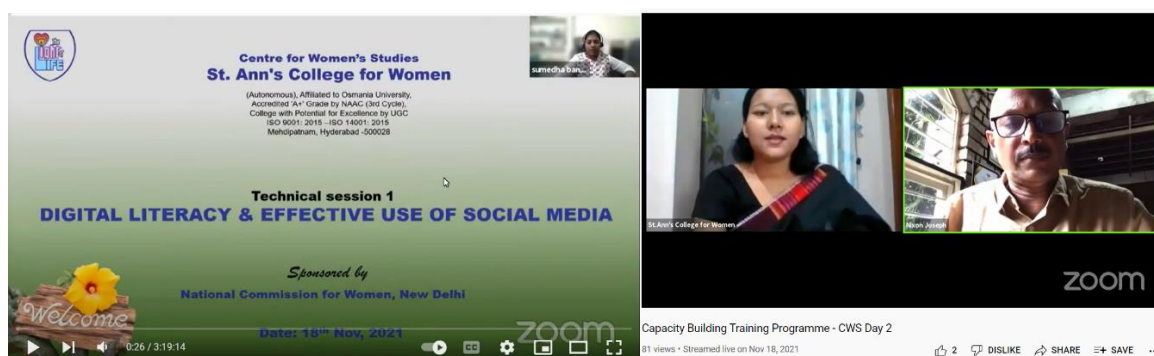 LIFE
Centre for Women's Studies
St. Ann's College for Women
(Autonomous), Affiliated to Osmania University,
Accredited 'A+' Grade by NAAC (3rd Cycle),
College with Potential for Excellence by UGC
ISO 9001: 2015 –ISO 14001: 2015
Mehdipatnam, Hyderabad -500028
sumedha ban...
Technical session 1
DIGITAL LITERACY & EFFECTIVE USE OF SOCIAL MEDIA
Sponsored by
National Commission for Women, New Delhi
Welcome
Date: 18th Nov, 2021
zoom
0:26 / 3:19:14
CC
St.Ann's College for Women
Nixon Joseph
zoom
Capacity Building Training Programme - CWS Day 2
81 views • Streamed live on Nov 18, 2021
2 DISLIKE SHARE SAVE ...